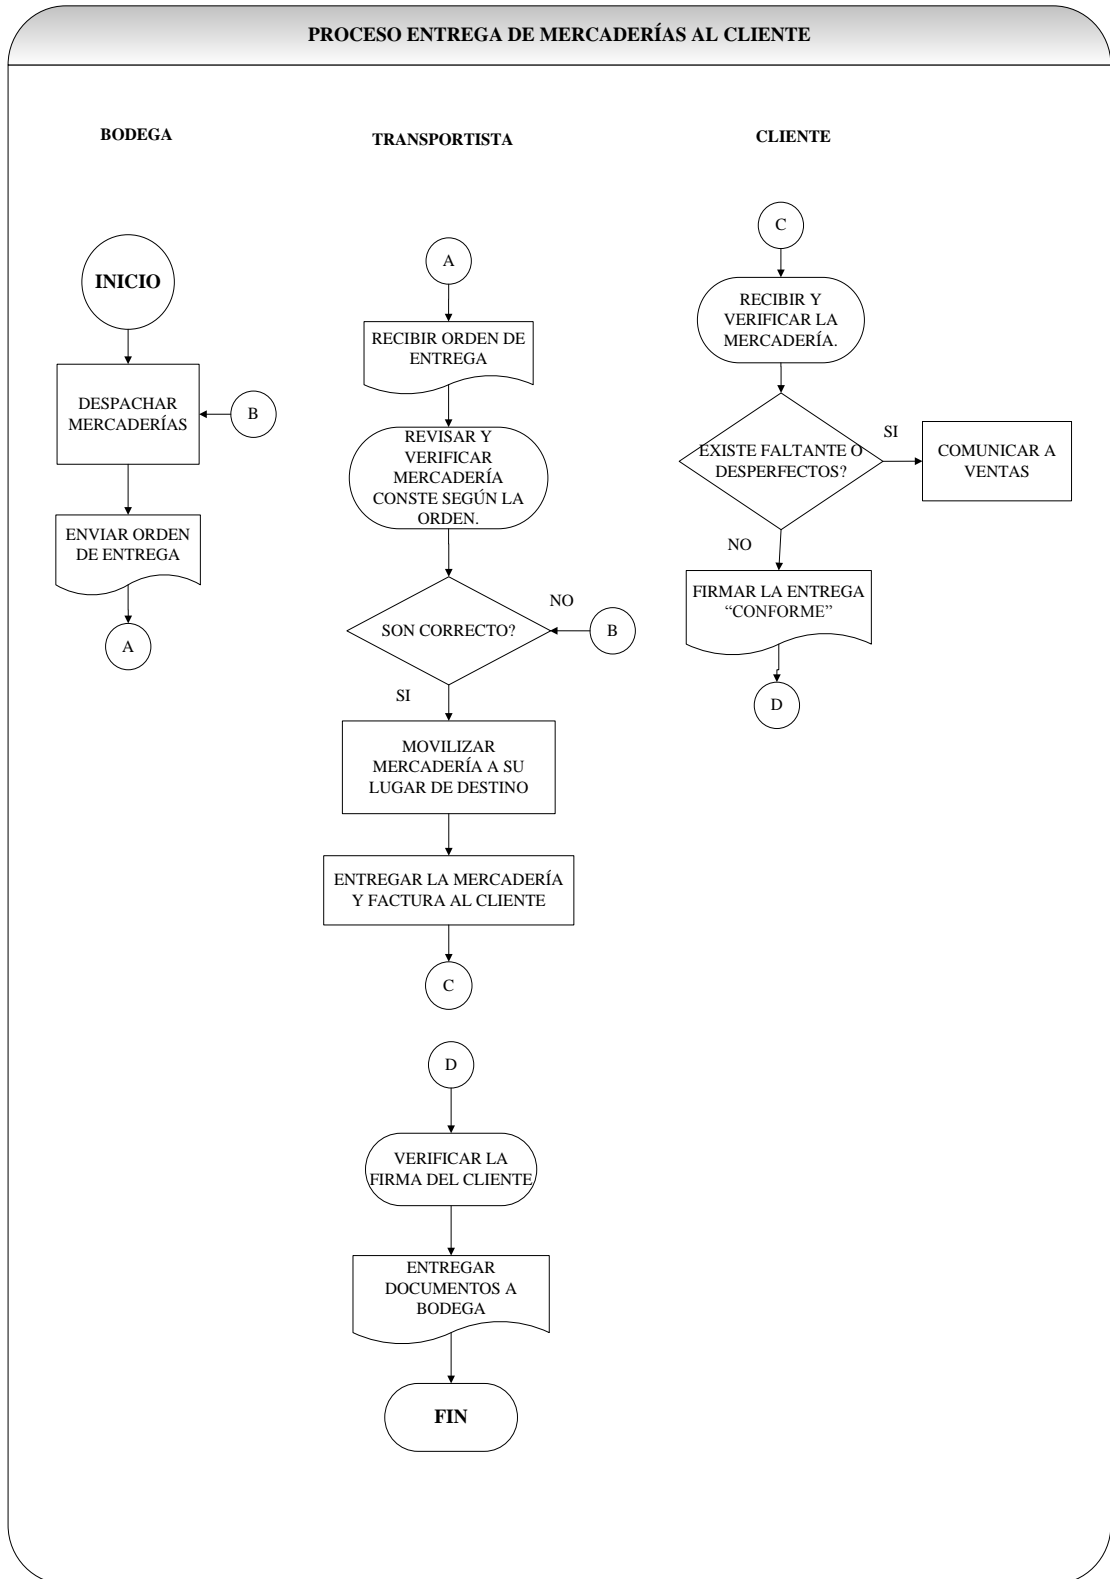 PROCESO ENTREGA DE MERCADERÍAS AL CLIENTE
BODEGA
INICIO
DESPACHAR
MERCADERÍAS
B
ENVIAR ORDEN
DE ENTREGA
A
TRANSPORTISTA
A
RECIBIR ORDEN DE
ENTREGA
REVISAR Y
VERIFICAR
MERCADERÍA
CONSTE SEGÚN LA
ORDEN.
SON CORRECTO?
NO
B
SI
MOVILIZAR
MERCADERÍA A SU
LUGAR DE DESTINO
ENTREGAR LA MERCADERÍA
Y FACTURA AL CLIENTE
C
D
VERIFICAR LA
FIRMA DEL CLIENTE
ENTREGAR
DOCUMENTOS A
BODEGA
FIN
CLIENTE
C
RECIBIR Y
VERIFICAR LA
MERCADERÍA.
EXISTE FALTANTE O
DESPERFECTOS?
SI
COMUNICAR A
VENTAS
NO
FIRMAR LA ENTREGA
“CONFORME”
D